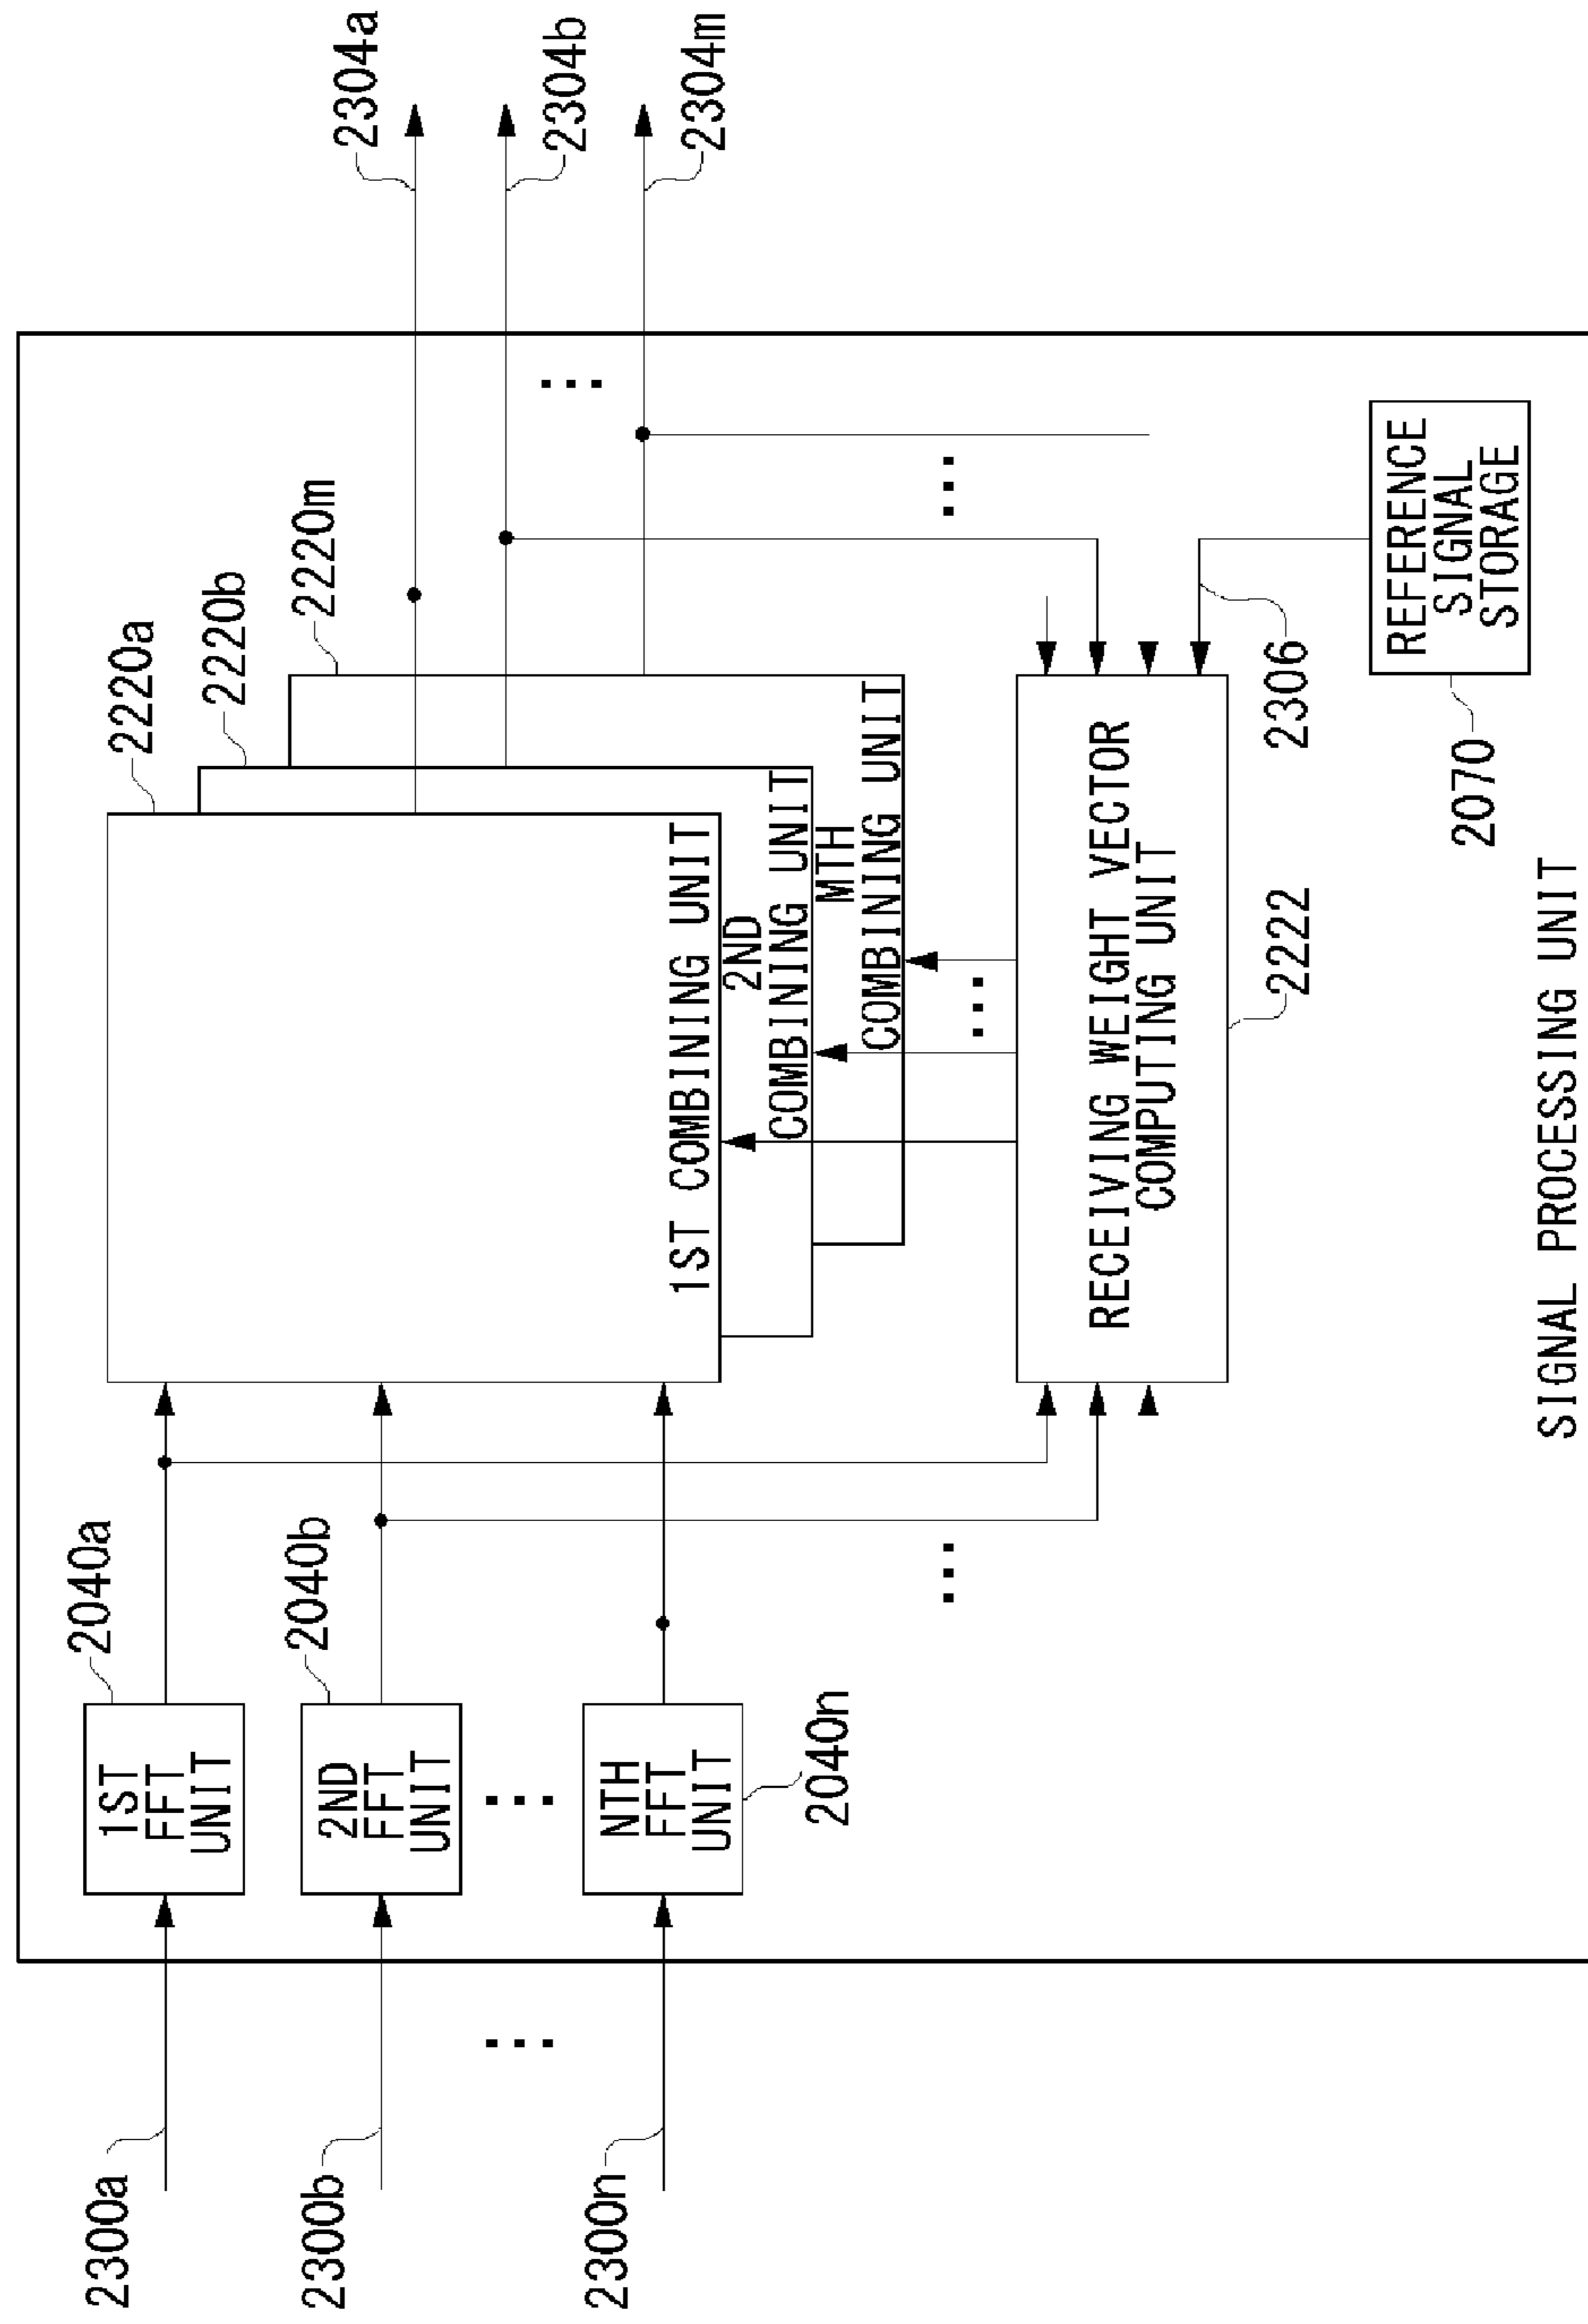 2300a
2300b
2300n
1ST
FFT
UNIT
2040a
2ND
FFT
UNIT
2040b
NTH
FFT
UNIT
2040n
2220a
2220b
2220m
1ST COMBINING UNIT
2ND
COMBINING UNIT
MTH
COMBINING UNIT
RECEIVING WEIGHT VECTOR
COMPUTING UNIT
2222
2304a
2304b
2304m
2306
REFERENCE
SIGNAL
STORAGE
2070
SIGNAL PROCESSING UNIT